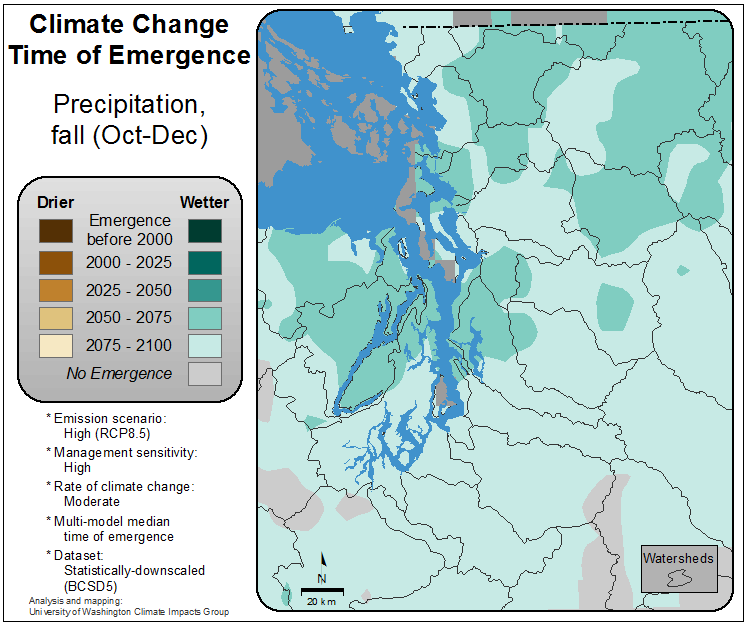 Climate Change
Time of Emergence
Precipitation,
fall (Oct-Dec)
Drier
Wetter
Emergence
before 2000
2000 - 2025
2025 - 2050
2050 - 2075
2075 - 2100
No Emergence
* Emission scenario:
High (RCP8.5)
* Management sensitivity:
High
* Rate of climate change:
Moderate
* Multi-model median
time of emergence
* Dataset:
Statistically-downscaled
(BCSD5)
Analysis and mapping:
University of Washington Climate Impacts Group
N
20 km
Watersheds